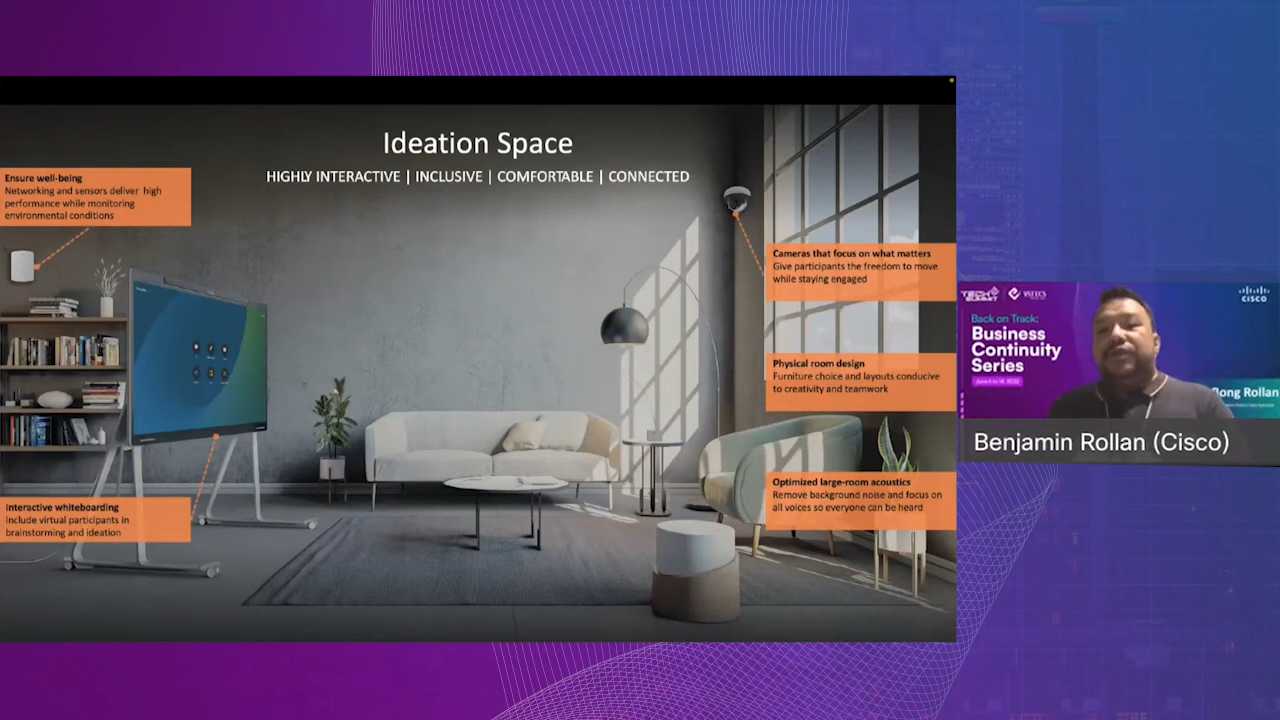 Ideation Space
HIGHLY INTERACTIVE | INCLUSIVE | COMFORTABLE | CONNECTED
Ensure well-being
Networking and sensors deliver high
performance while monitoring
environmental conditions
Interactive whiteboarding
Include virtual participants in
brainstorming and ideation
Cameras that focus on what matters
Give participants the freedom to move
while staying engaged
Physical room design
Furniture choice and layouts conducive
to creativity and teamwork
Optimized large-room acoustics
Remove background noise and focus on
all voices so everyone can be heard
TECH
SUMMIT
VSTECS
CISCO
Back on Track:
Business
Continuity
Series
Bong Rollan
Benjamin Rollan (Cisco)